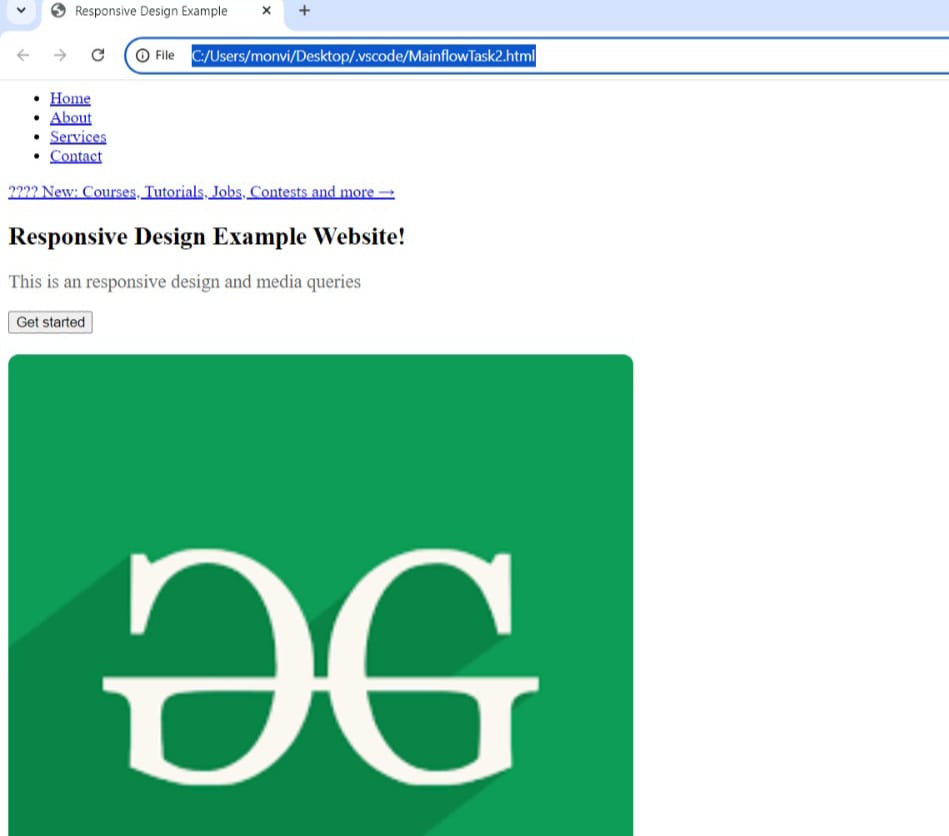 Responsive Design Example
File C:/Users/monvi/Desktop/.vscode/MainflowTask2.html
Home
About
Services
Contact
???? New: Courses, Tutorials, Jobs, Contests and more →
Responsive Design Example Website!
This is an responsive design and media queries
Get started